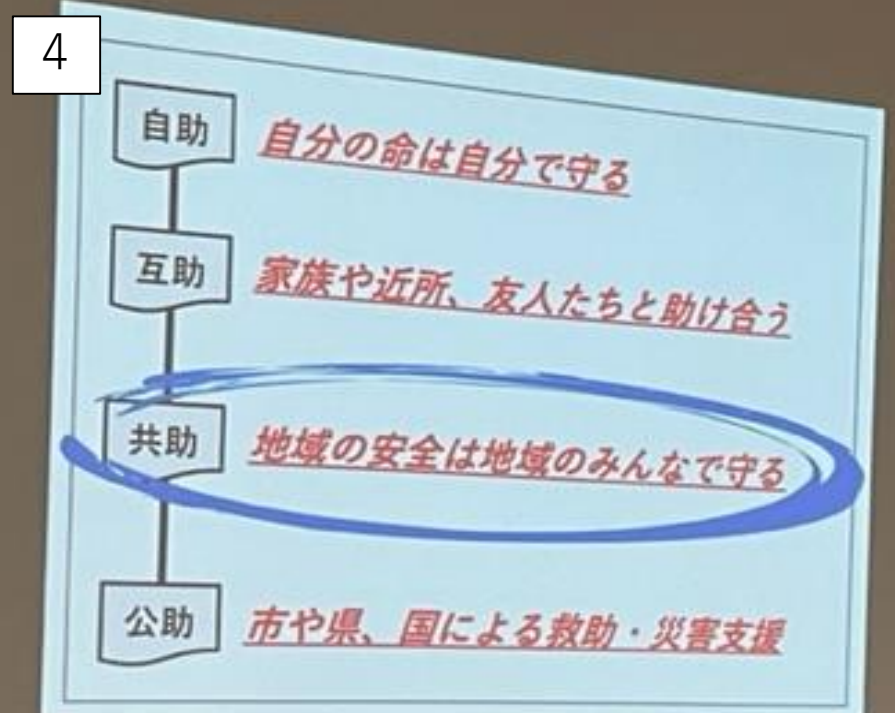 4
自助 自分の命は自分で守る
互助 家族や近所、友人たちと助け合う
共助 地域の安全は地域のみんなで守る
公助 市や県、国による救助・災害支援